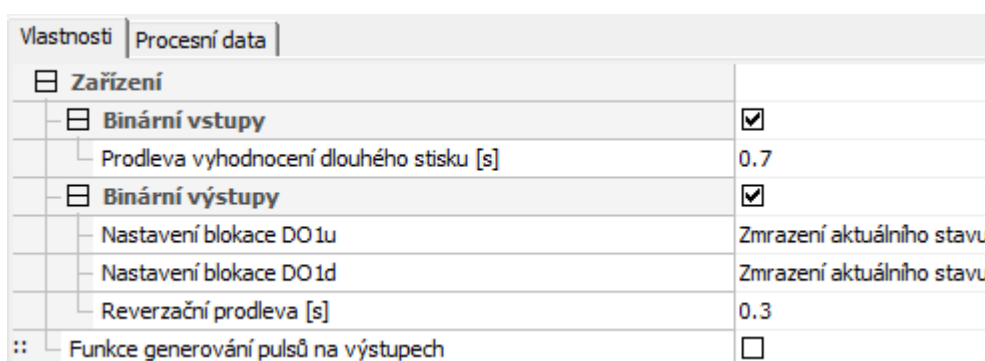 Vlastnosti Procesní data
Zařízení
Binární vstupy
Prodleva vyhodnocení dlouhého stisku [s] 0.7
Binární výstupy
Nastavení blokace DO1u Zmrazení aktuálního stavu
Nastavení blokace DO1d Zmrazení aktuálního stavu
Reverzační prodleva [s] 0.3
Funkce generování pulsů na výstupech